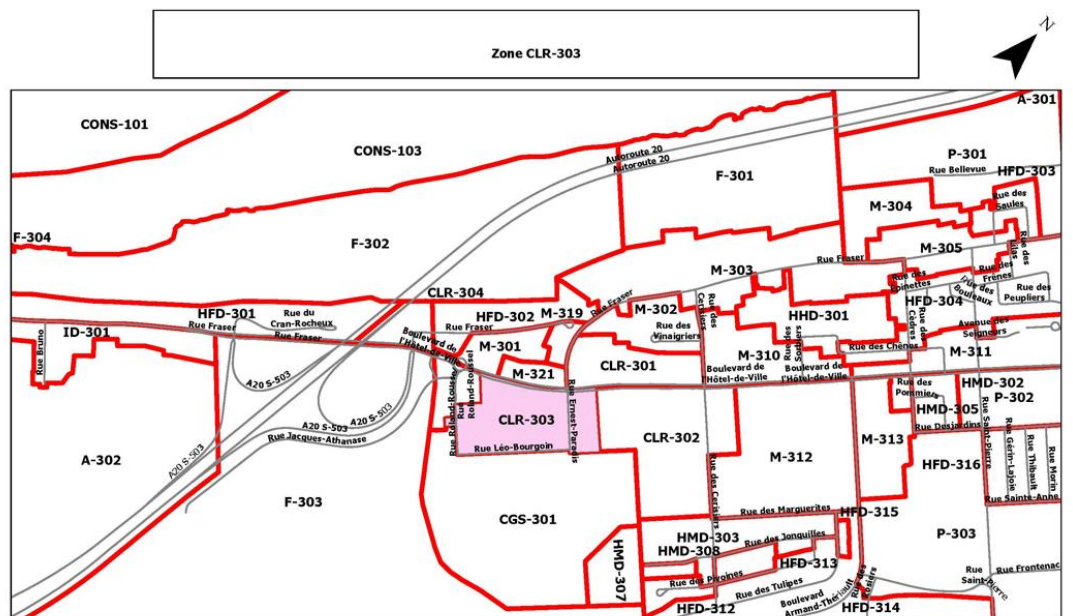 N
Zone CLR-303
A-301
CONS-101
CONS-103
Autoroute 20
Autoroute 20
P-301
Rue Bellevue
HFD-303
F-301
Rue des
Saules
M-304
F-304
F-302
M-305
Rue des
Lilas
Rue Fraser
M-303
Rue des
Frênes
Rue des
Épinettes
Rue des
Bouleaux
Rue des
Peupliers
CLR-304
HFD-301
Rue du
Cran-Rocheux
HFD-302
M-319
Rue Fraser
M-302
Rue des
Cerisiers
HFD-304
HHD-301
Rue des
Cèdres
Avenue des
Seigneurs
ID-301
Rue Bruno
Rue Fraser
Rue Fraser
Rue Fraser
Boulevard de
l'Hôtel-de-Ville
M-301
Rue des
Vinaigriers
Rue des
Sorbiers
Rue des Chênes
M-310
M-311
M-321
CLR-301
Boulevard de
l'Hôtel-de-Ville
Boulevard de
l'Hôtel-de-Ville
A20 S-503
Rue Roland-Roussel
Rue
Roland-Roussel
HMD-302
P-302
Rue des
Pommiers
HMD-305
Rue Desjardins
A20 S-503
A20 S-503
Rue Jacques-Athanase
CLR-303
Rue Ernest-Paradis
Rue Léo-Bourgoin
CLR-302
M-313
HFD-316
Rue Saint-Pierre
Rue Gérin-Lajoie
Rue Thibault
Rue Morin
A-302
A20 S-503
M-312
Rue des Cerisiers
Rue Sainte-Anne
F-303
CGS-301
Rue des Marguerites
HFD-315
HMD-303
Rue des Jonquilles
P-303
HMD-308
HMD-307
HFD-313
Rue des Pivoines
Rue des Tulipes
Rue
Saint-Pierre
Rue Frontenac
Boulevard
Armand-Thériault
Rue des
Rosiers
HFD-312
HFD-314